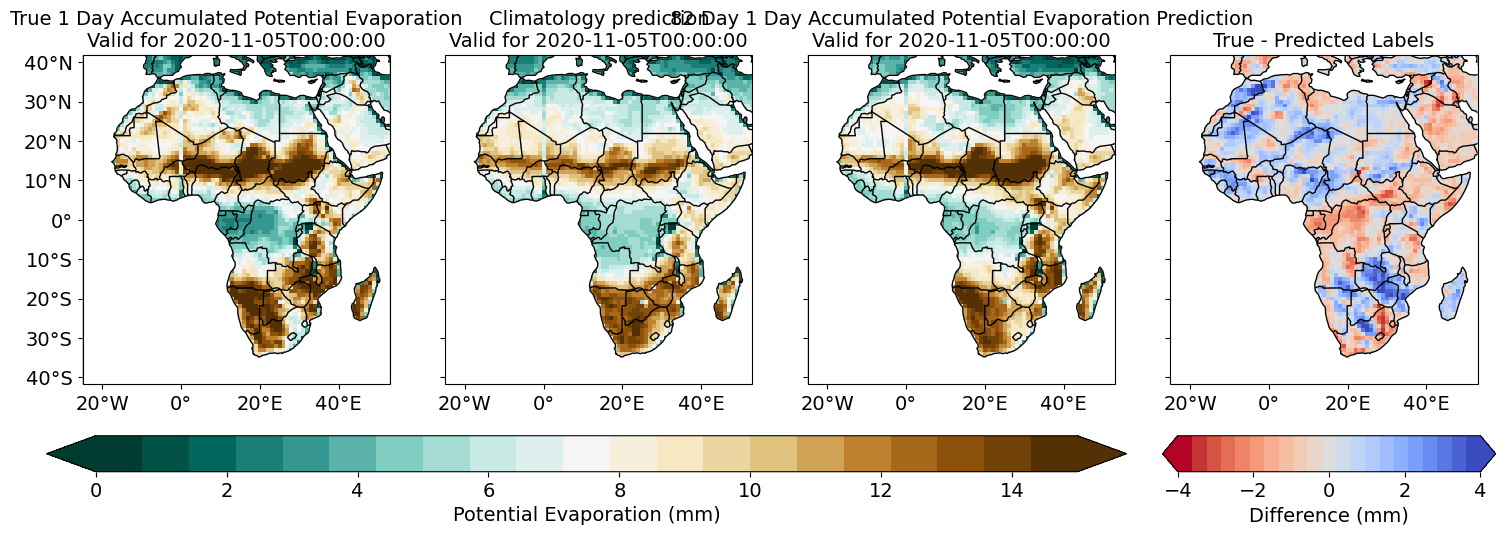 True 1 Day Accumulated Potential Evaporation
Valid for 2020-11-05T00:00:00
Climatology prediction
Valid for 2020-11-05T00:00:00
82 Day 1 Day Accumulated Potential Evaporation Prediction
Valid for 2020-11-05T00:00:00
True - Predicted Labels
40°N
30°N
20°N
10°N
0°
10°S
20°S
30°S
40°S
20°W 0° 20°E 40°E
20°W 0° 20°E 40°E
20°W 0° 20°E 40°E
20°W 0° 20°E 40°E
0 2 4 6 8 10 12 14
Potential Evaporation (mm)
−4 −2 0 2 4
Difference (mm)